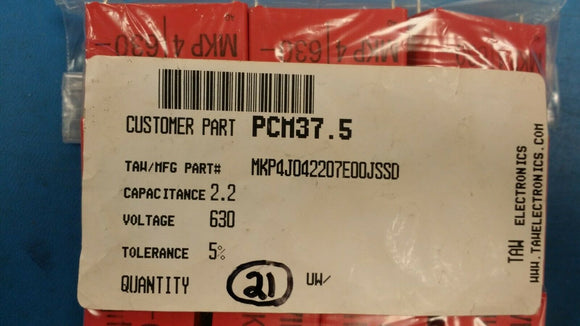 MKP 4 | 630-
MKP 4 | 630-
CUSTOMER PART PCM37.5
TAW/MFG PART# MKP4J042207E00JSSD
CAPACITANCE 2.2
VOLTAGE 630
TOLERANCE 5%
QUANTITY 21 UW/
TAW ELECTRONICS
WWW.TAWELECTRONICS.COM